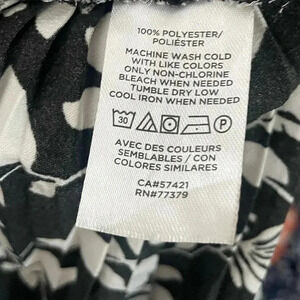 100% POLYESTER/
POLIÉSTER
MACHINE WASH COLD
WITH LIKE COLORS
ONLY NON-CHLORINE
BLEACH WHEN NEEDED
TUMBLE DRY LOW
COOL IRON WHEN NEEDED
30 P
AVEC DES COULEURS
SEMBLABLES / CON
COLORES SIMILARES
CA#57421
RN#77379